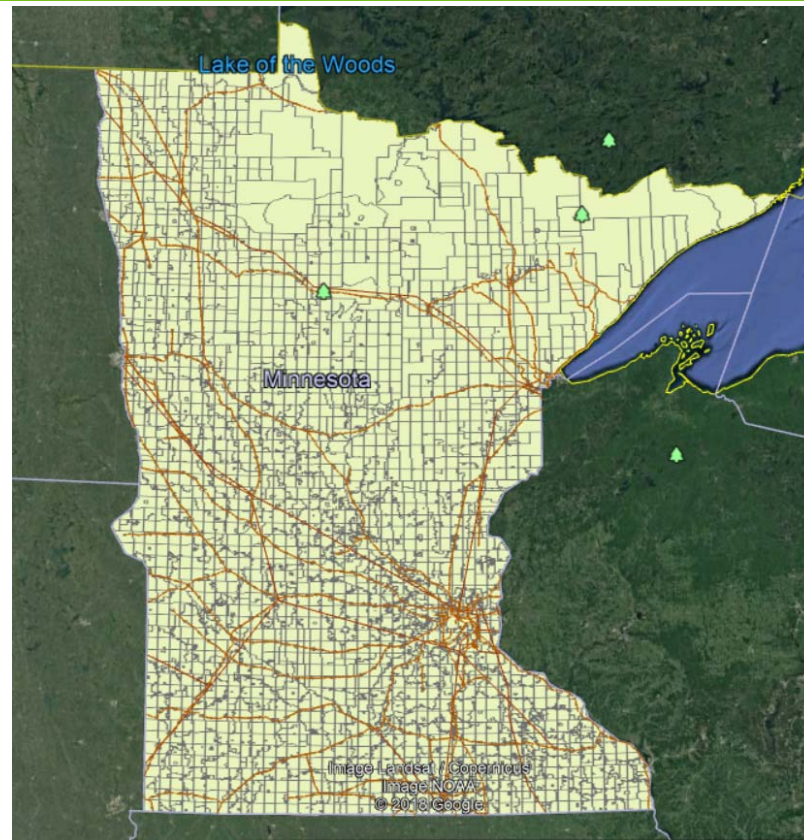 Lake of the Woods
Minnesota
Image Landsat / Copernicus
Image NOAA
© 2018 Google